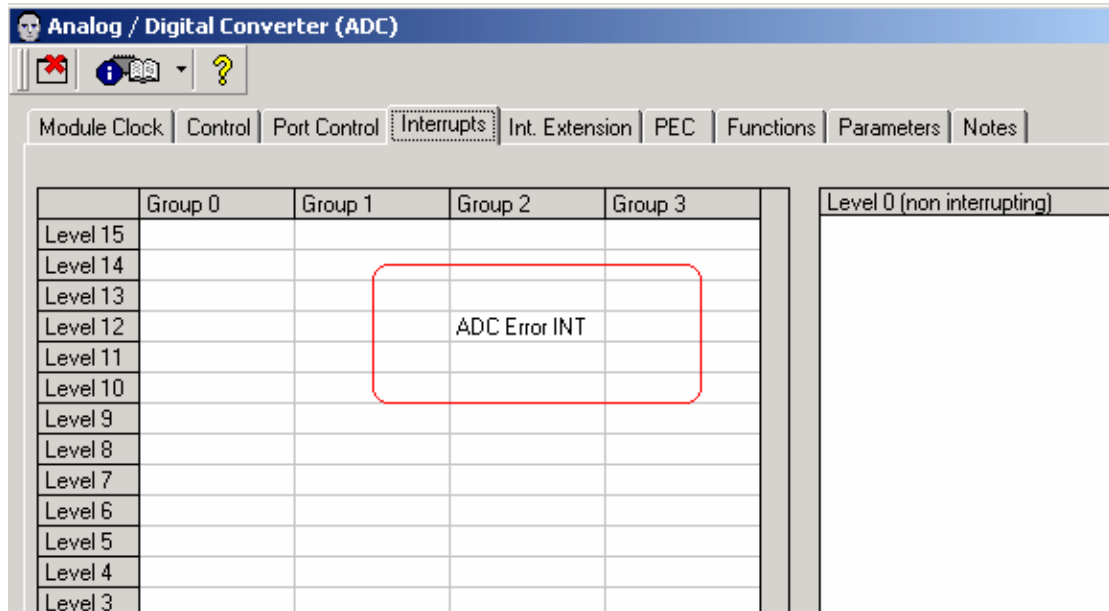 Analog / Digital Converter (ADC)
Module Clock Control Port Control Interrupts Int. Extension PEC Functions Parameters Notes
Group 0 Group 1 Group 2 Group 3 Level 0 (non interrupting)
Level 15
Level 14
Level 13
Level 12 ADC Error INT
Level 11
Level 10
Level 9
Level 8
Level 7
Level 6
Level 5
Level 4
Level 3